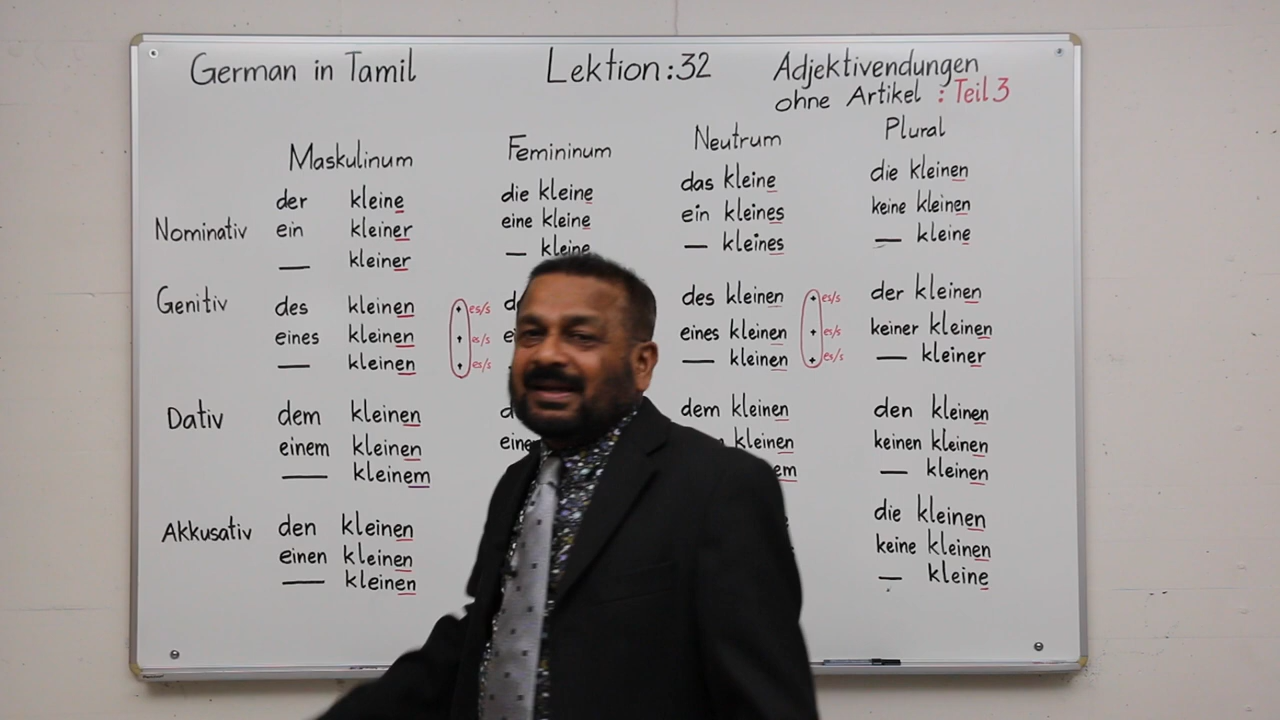 German in Tamil Lektion:32 Adjektivendungen
ohne Artikel : Teil 3
Maskulinum Femininum Neutrum Plural
Nominativ der kleine die kleine das kleine die kleinen
ein kleiner eine kleine ein kleines keine kleinen
— kleiner — kleine — kleines — kleine
Genitiv des kleinen + es/s des kleinen + es/s der kleinen
eines kleinen + es/s eines kleinen + es/s keiner kleinen
— kleinen + es/s — kleinen + es/s — kleiner
Dativ dem kleinen dem kleinen den kleinen
einem kleinen kleinen keinen kleinen
— kleinem em — kleinen
Akkusativ den kleinen die kleinen
einen kleinen keine kleinen
— kleinen — kleine